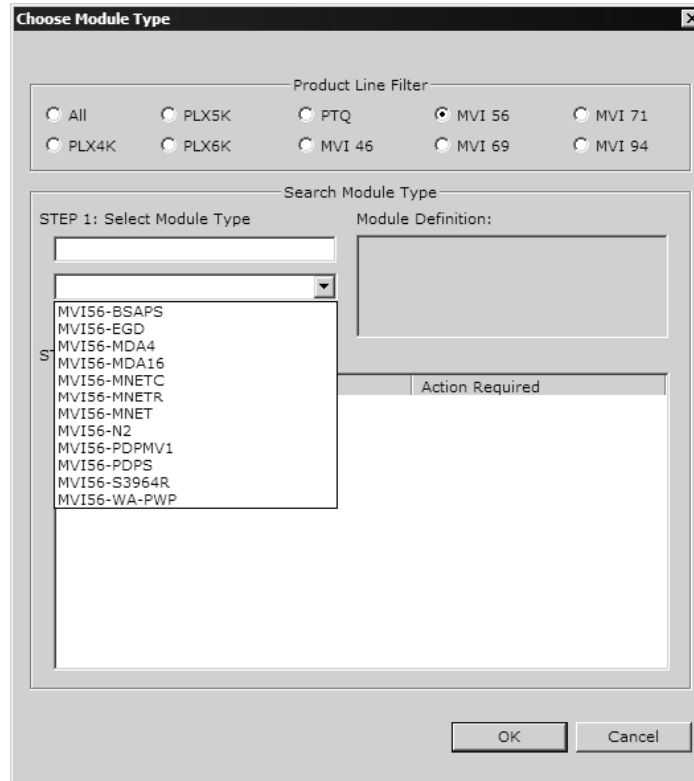 Choose Module Type
Product Line Filter
All PLX5K PTQ MVI 56 MVI 71
PLX4K PLX6K MVI 46 MVI 69 MVI 94
Search Module Type
STEP 1: Select Module Type Module Definition:
MVI56-BSAPS
MVI56-EGD
MVI56-MDA4
MVI56-MDA16
MVI56-MNETC
MVI56-MNETR
MVI56-MNET
MVI56-N2
MVI56-PDPMV1
MVI56-PDPS
MVI56-S3964R
MVI56-WA-PWP
Action Required
OK Cancel